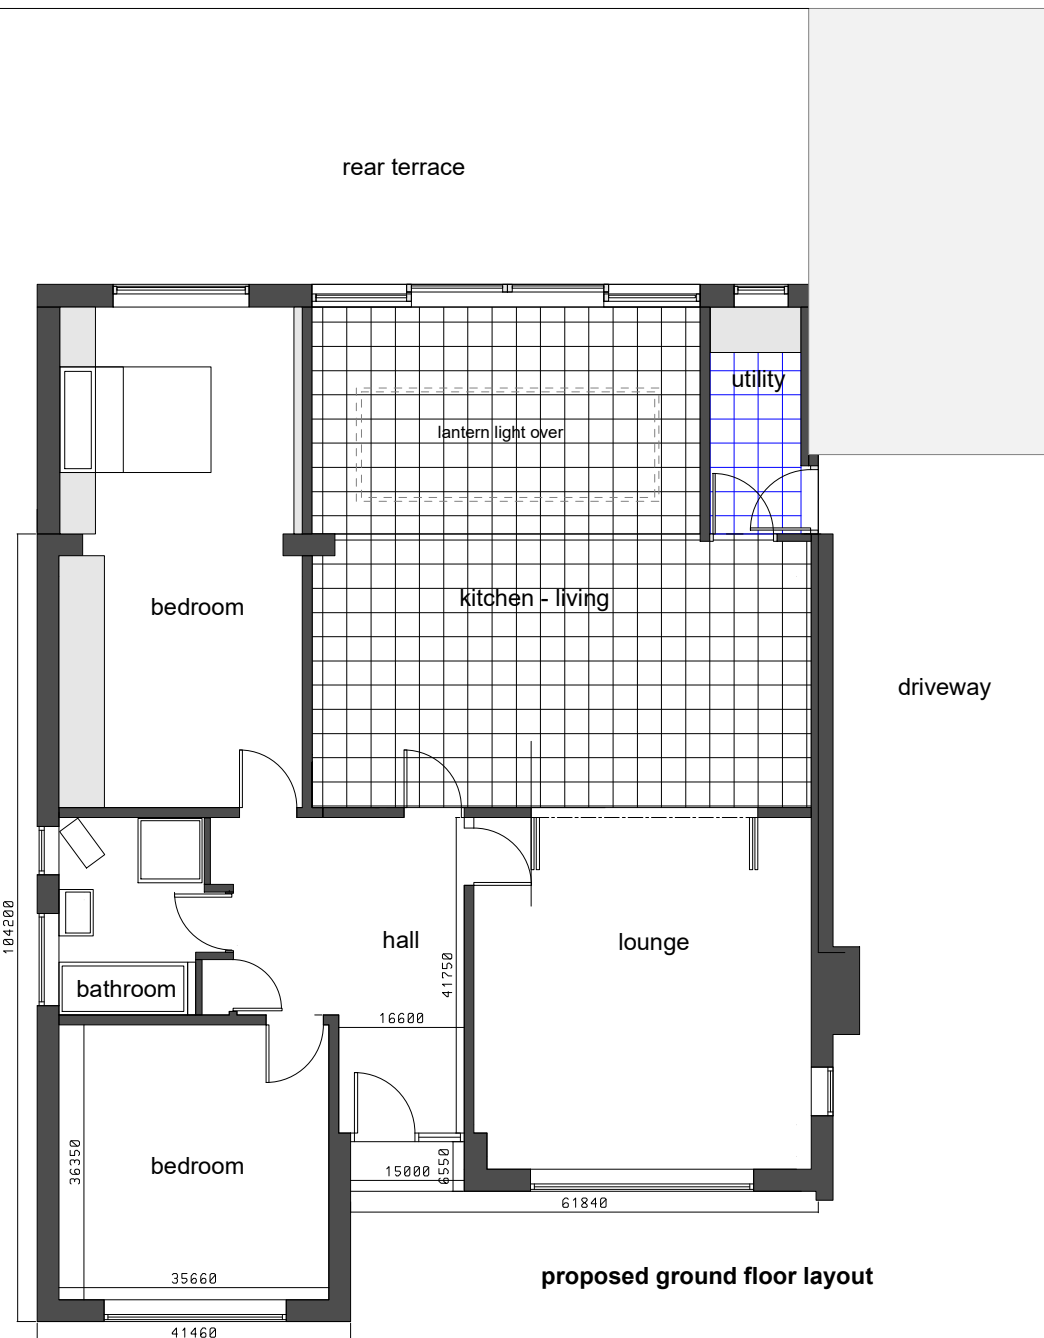 rear terrace
utility
lantern light over
kitchen - living
bedroom
driveway
104200
hall
lounge
41750
bathroom
16600
36350
bedroom
15000
6550
61840
35660
proposed ground floor layout
41460